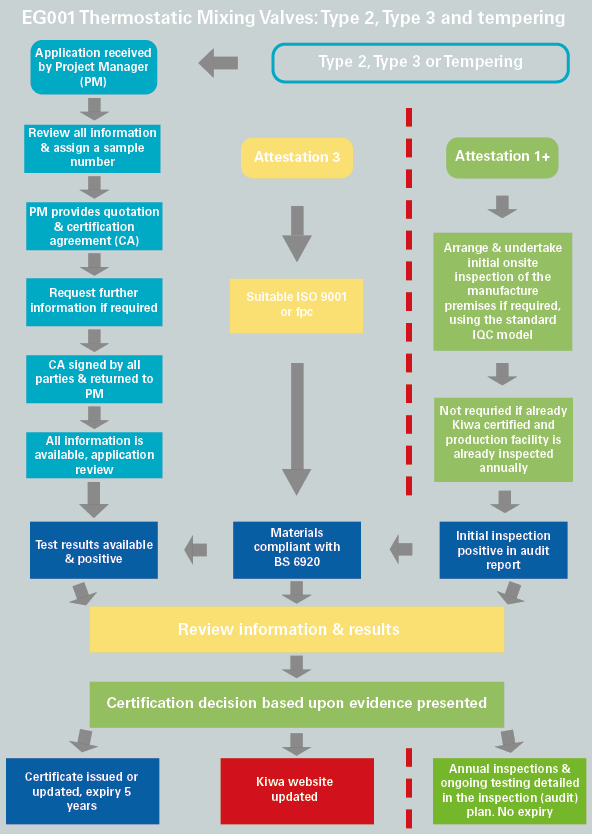 EG001 Thermostatic Mixing Valves: Type 2, Type 3 and tempering
Application received
by Project Manager
(PM)
Type 2, Type 3 or Tempering
Review all information
& assign a sample
number
PM provides quotation
& certification
agreement (CA)
Request further
information if required
CA signed by all
parties & returned to
PM
All information is
available, application
review
Attestation 3
Suitable ISO 9001
or fpc
Attestation 1+
Arrange & undertake
initial onsite
inspection of the
manufacture
premises if required,
using the standard
IQC model
Not requried if already
Kiwa certified and
production facility is
already inspected
annually
Test results available
& positive
Materials
compliant with
BS 6920
Initial inspection
positive in audit
report
Review information & results
Certification decision based upon evidence presented
Certificate issued or
updated, expiry 5
years
Kiwa website
updated
Annual inspections &
ongoing testing detailed
in the inspection (audit)
plan. No expiry